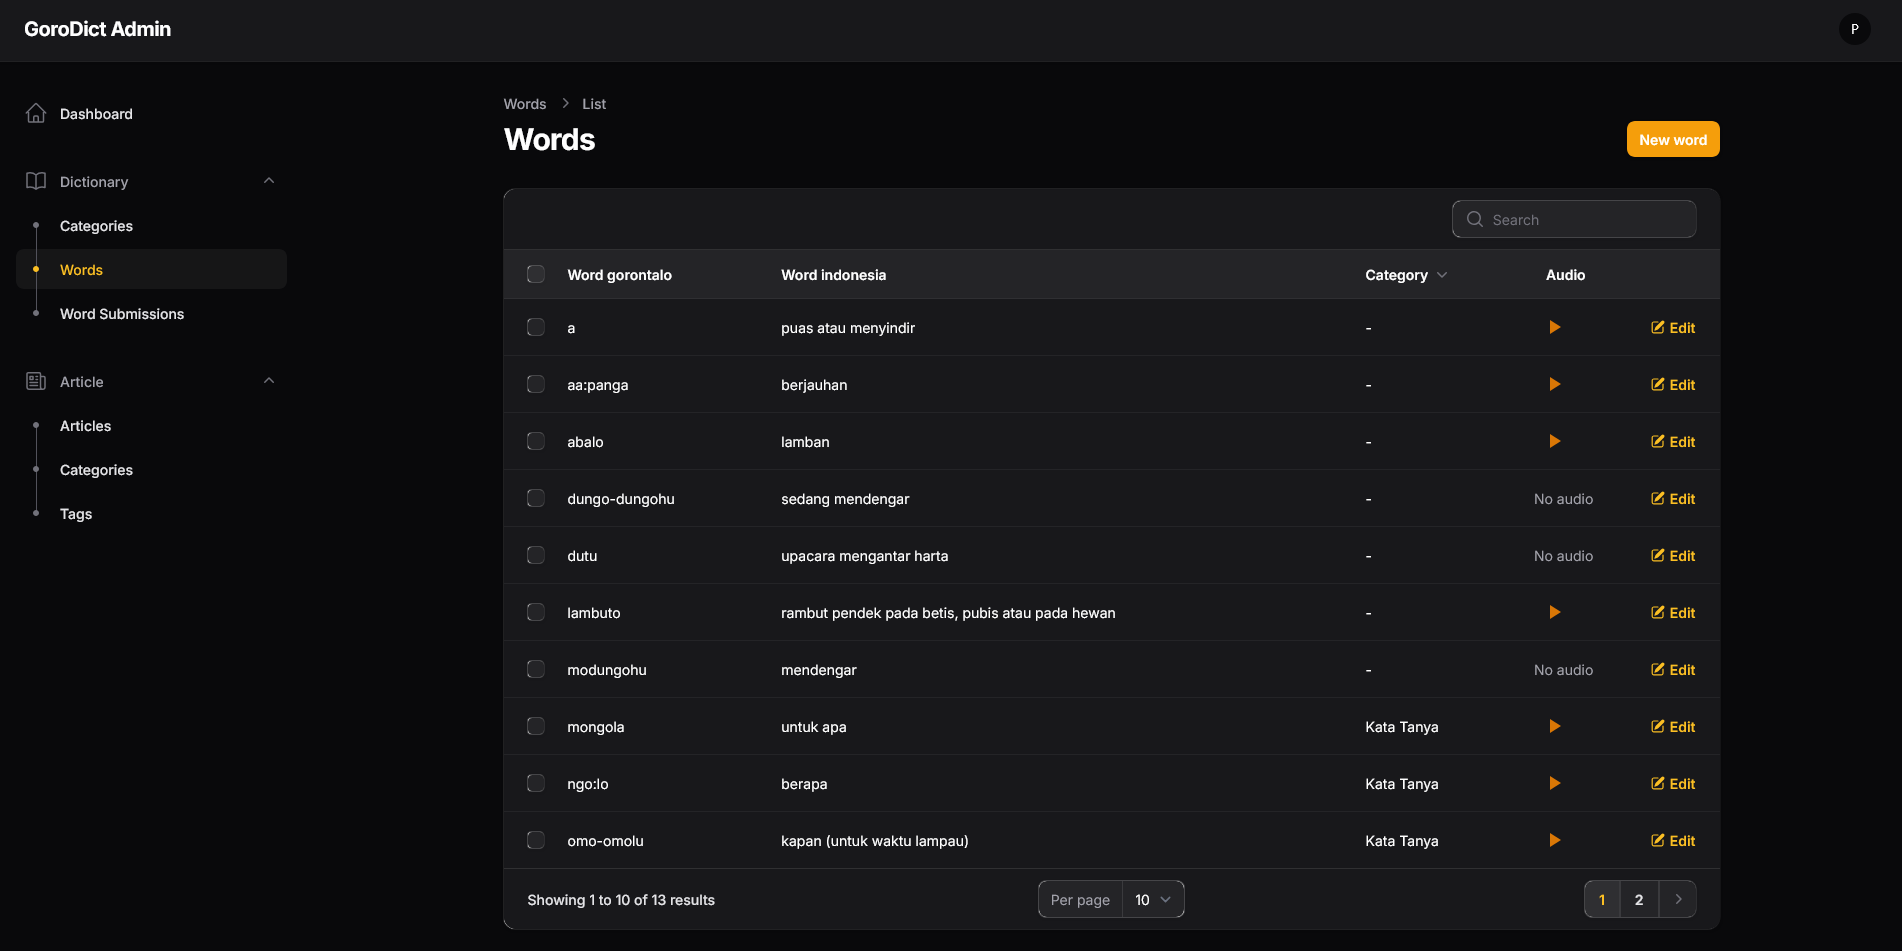 GoroDict Admin
P
Dashboard
Dictionary
Categories
Words
Word Submissions
Article
Articles
Categories
Tags
Words > List
Words
New word
Search
Word gorontalo Word indonesia Category Audio
a puas atau menyindir - Edit
aa:panga berjauhan - Edit
abalo lamban - Edit
dungo-dungohu sedang mendengar - No audio Edit
dutu upacara mengantar harta - No audio Edit
lambuto rambut pendek pada betis, pubis atau pada hewan - Edit
modungohu mendengar - No audio Edit
mongola untuk apa Kata Tanya Edit
ngo:lo berapa Kata Tanya Edit
omo-omolu kapan (untuk waktu lampau) Kata Tanya Edit
Showing 1 to 10 of 13 results Per page 10 1 2